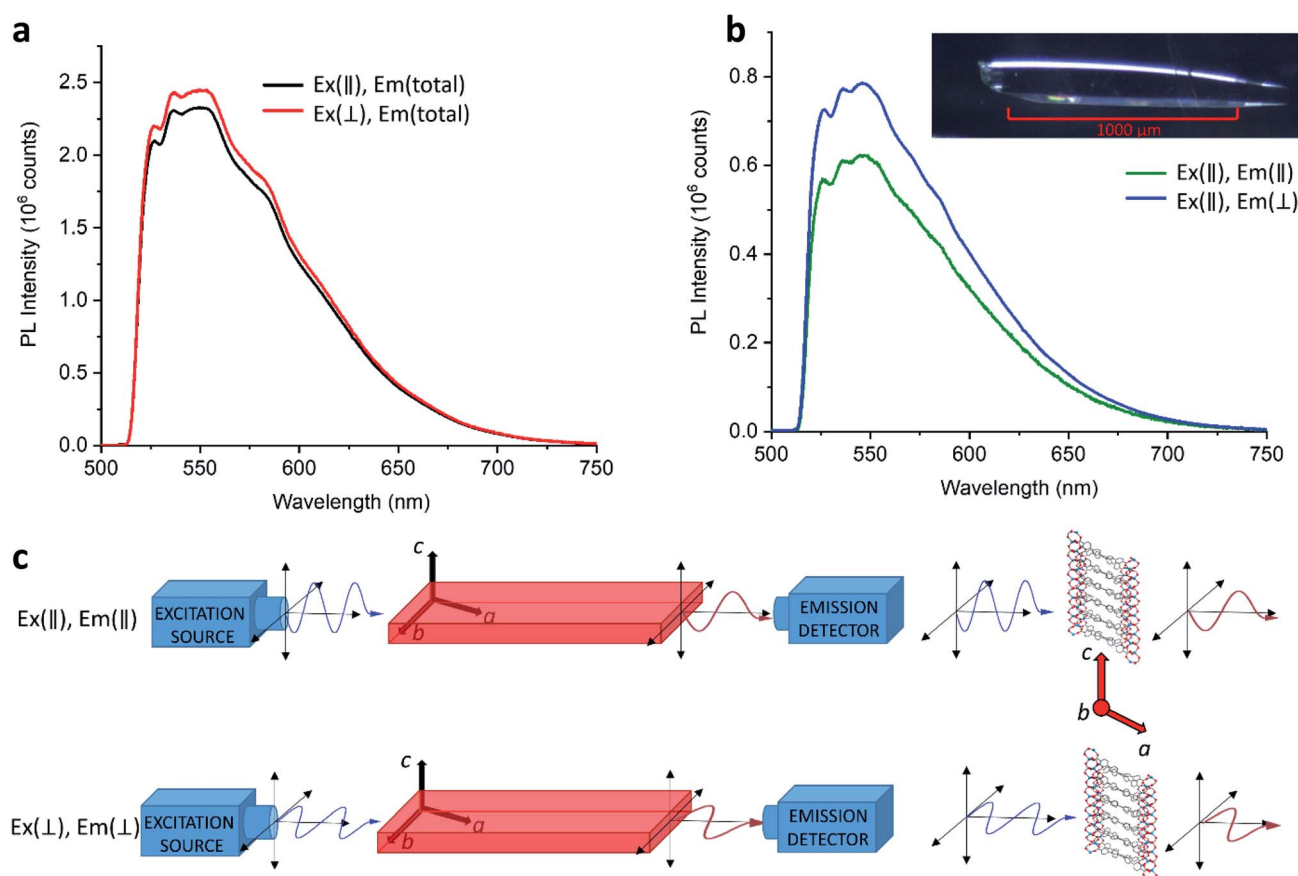 a
PL Intensity (10⁶ counts)
2.5
2.0
1.5
1.0
0.5
0.0
Ex(∥), Em(total)
Ex(⊥), Em(total)
500 550 600 650 700 750
Wavelength (nm)
b
PL Intensity (10⁶ counts)
0.8
0.6
0.4
0.2
0.0
1000 µm
Ex(∥), Em(∥)
Ex(∥), Em(⊥)
500 550 600 650 700 750
Wavelength (nm)
c
Ex(∥), Em(∥)
EXCITATION
SOURCE
c
a
b
EMISSION
DETECTOR
c
b
a
Ex(⊥), Em(⊥)
EXCITATION
SOURCE
c
a
b
EMISSION
DETECTOR